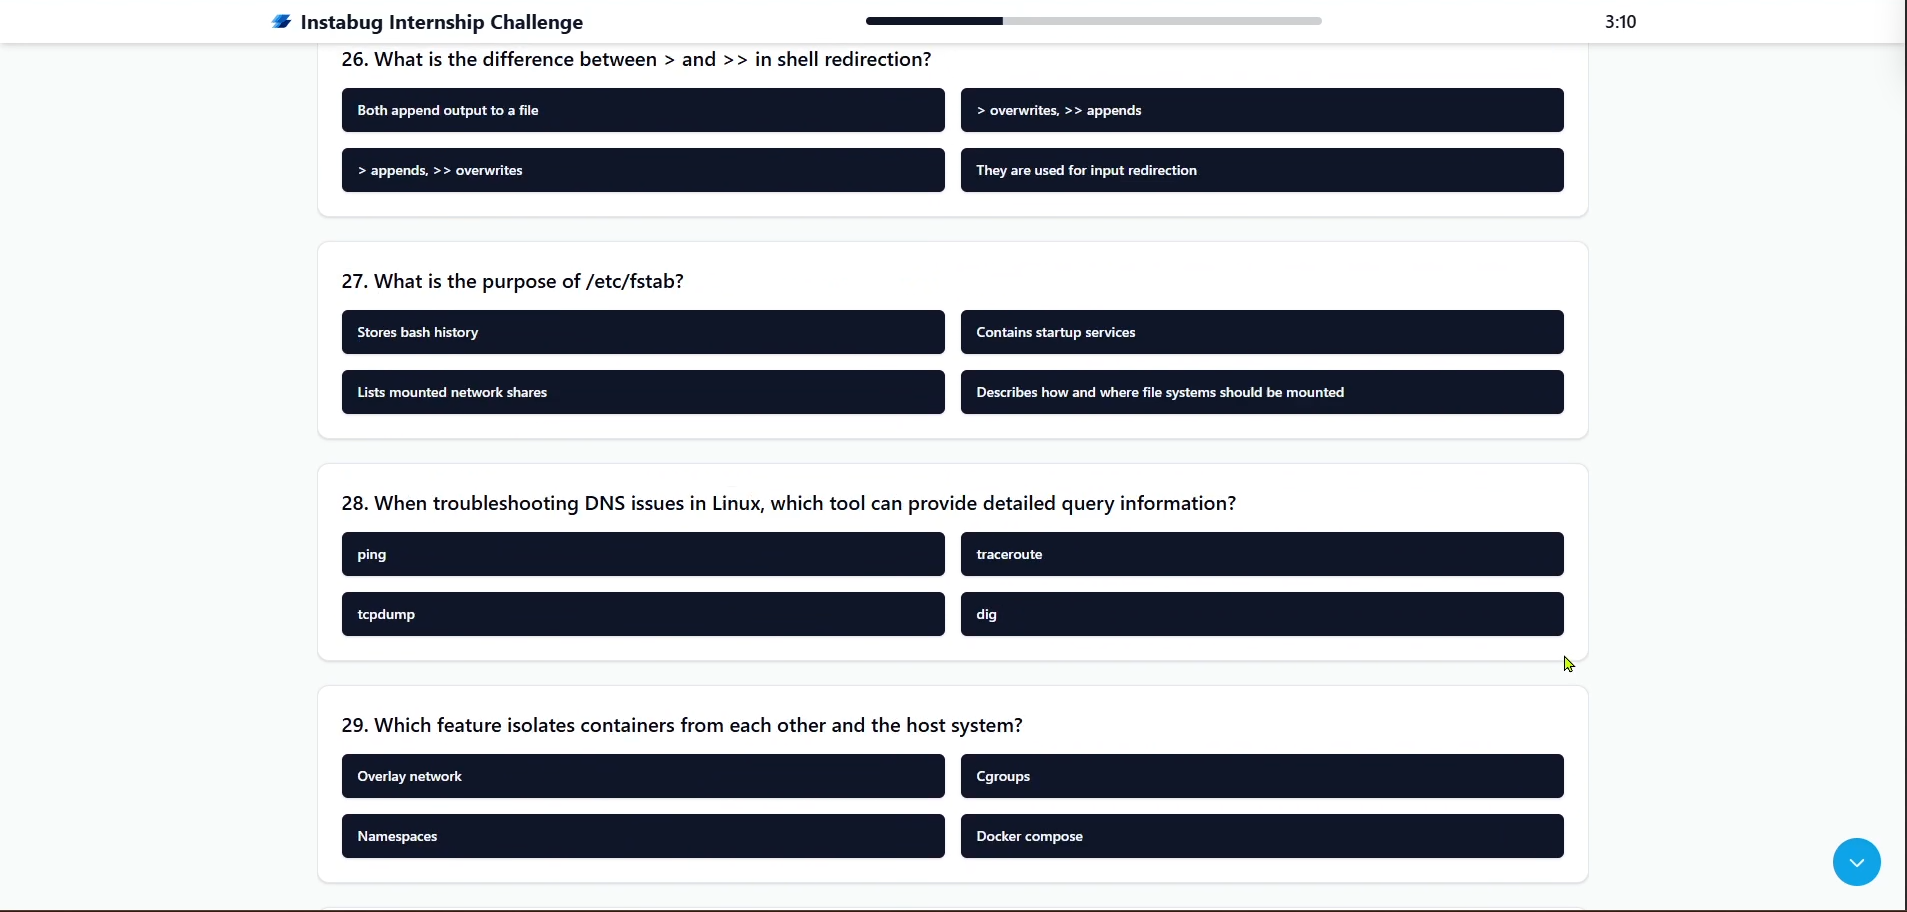 Instabug Internship Challenge
3:10
26. What is the difference between > and >> in shell redirection?
Both append output to a file
> overwrites, >> appends
> appends, >> overwrites
They are used for input redirection
27. What is the purpose of /etc/fstab?
Stores bash history
Contains startup services
Lists mounted network shares
Describes how and where file systems should be mounted
28. When troubleshooting DNS issues in Linux, which tool can provide detailed query information?
ping
traceroute
tcpdump
dig
29. Which feature isolates containers from each other and the host system?
Overlay network
Cgroups
Namespaces
Docker compose